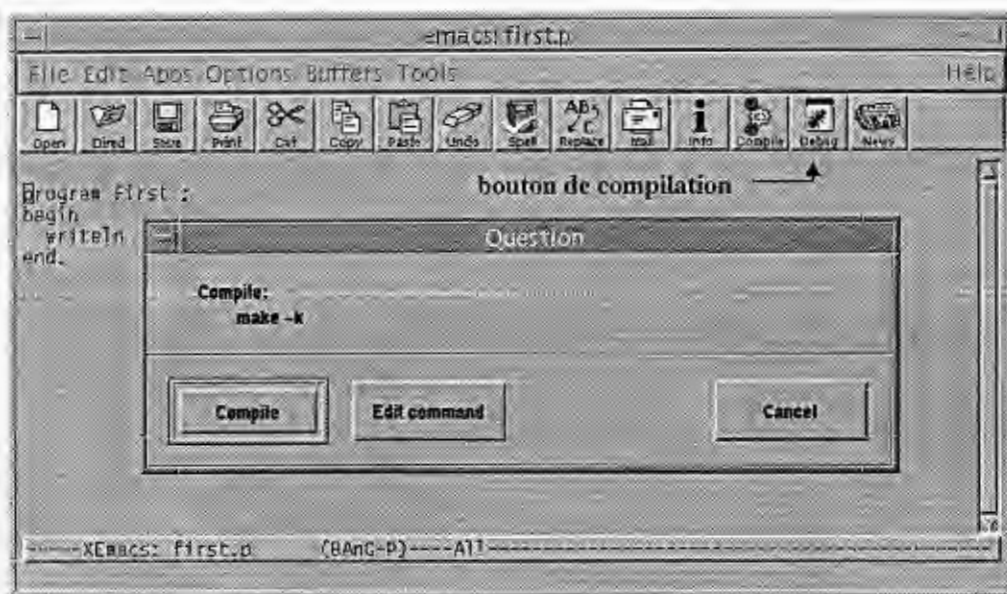 emacs: first.p
File Edit Apps Options Buffers Tools Help
Open Dired Save Print Cut Copy Paste Undo Spell Replace Mail Info Compile Debug News
bouton de compilation
program first ;
begin
writeln
end.
Question
Compile:
make -k
Compile Edit command Cancel
-----XEmacs: first.p (BAnG-P)----All-----